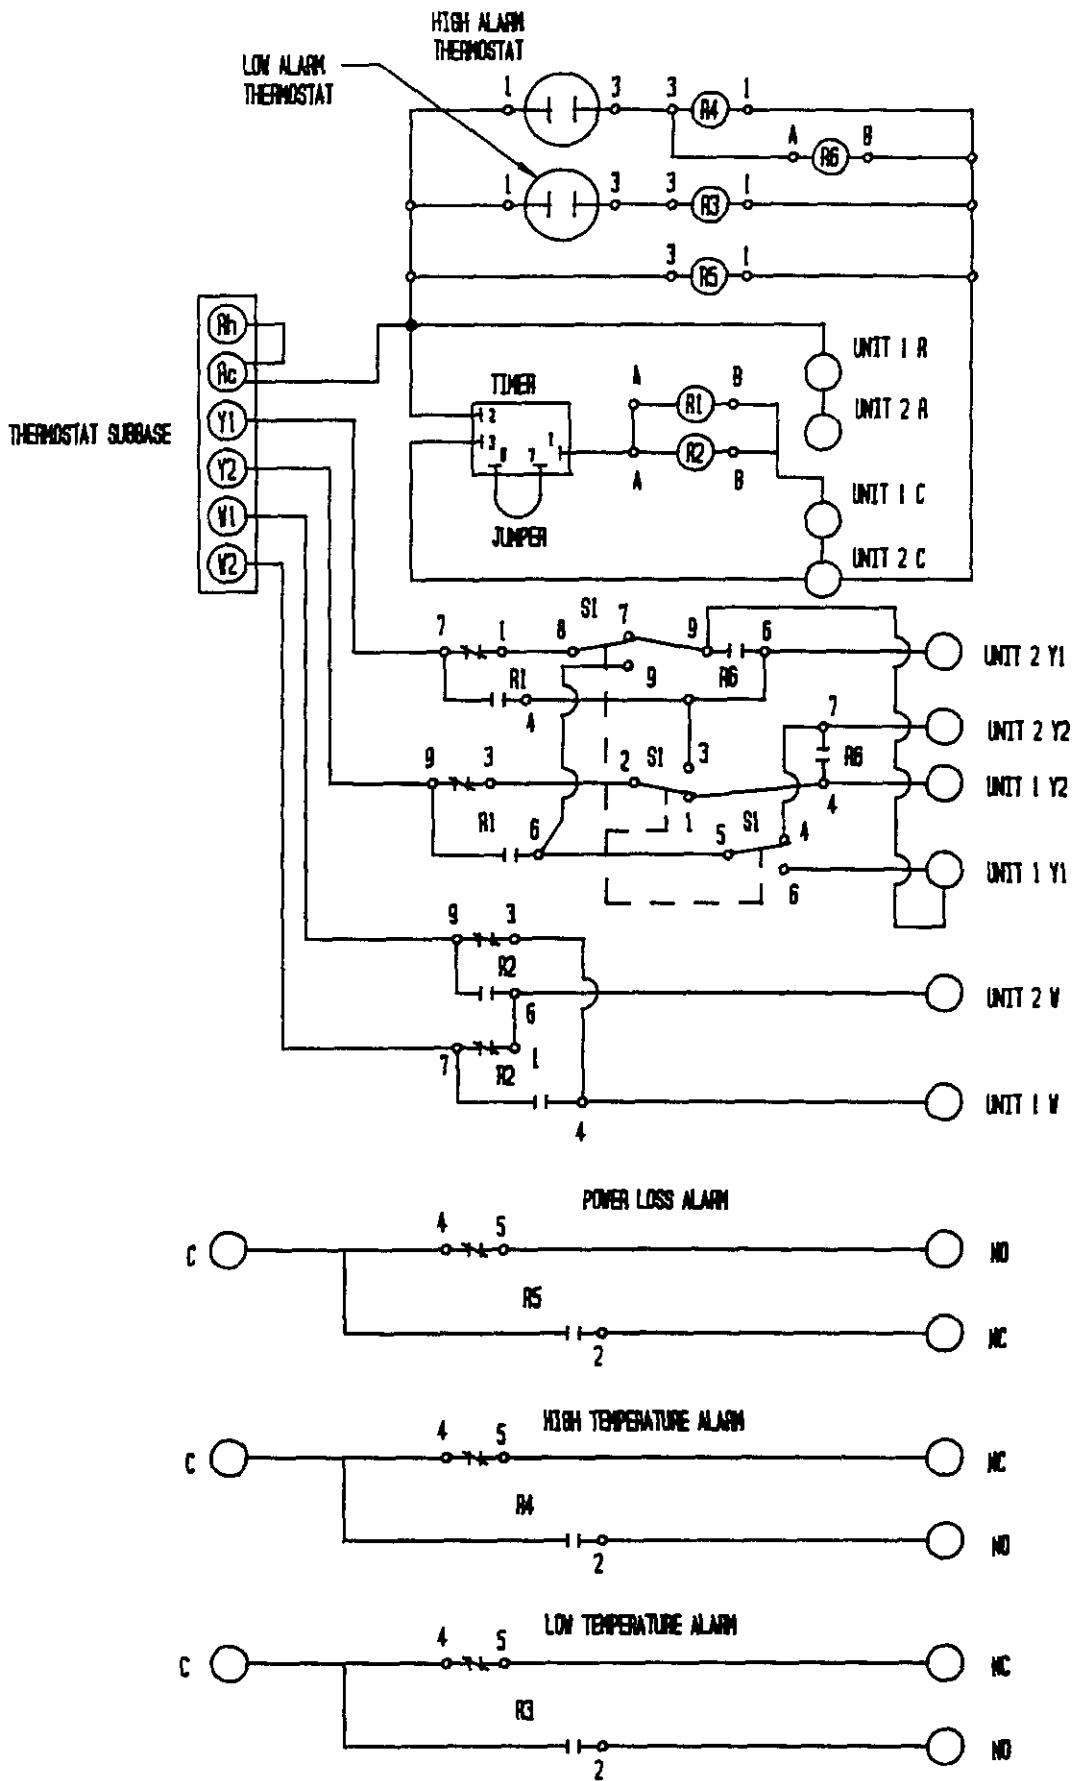 HIGH ALARM
THERMOSTAT
LOW ALARM
THERMOSTAT
1 3 3 R4 1
A R6 B
1 3 3 R3 1
3 R5 1
Rh
Rc
Y1
Y2
W1
W2
THERMOSTAT SUBBASE
TIMER
2
3
8 7 1
JUMPER
A R1 B
A R2 B
UNIT 1 R
UNIT 2 R
UNIT 1 C
UNIT 2 C
7 1 8 S1 7 9 6
UNIT 2 Y1
R1 9 R6
4
7
UNIT 2 Y2
9 3 2 S1 3 R6
UNIT 1 Y2
R1 6 1 S1 4
5 4
UNIT 1 Y1
6
9 3
R2
UNIT 2 W
6
7 R2 1
UNIT 1 W
4
POWER LOSS ALARM
C 4 5 NO
R5
2 NC
HIGH TEMPERATURE ALARM
C 4 5 NC
R4
2 NO
LOW TEMPERATURE ALARM
C 4 5 NC
R3
2 NO